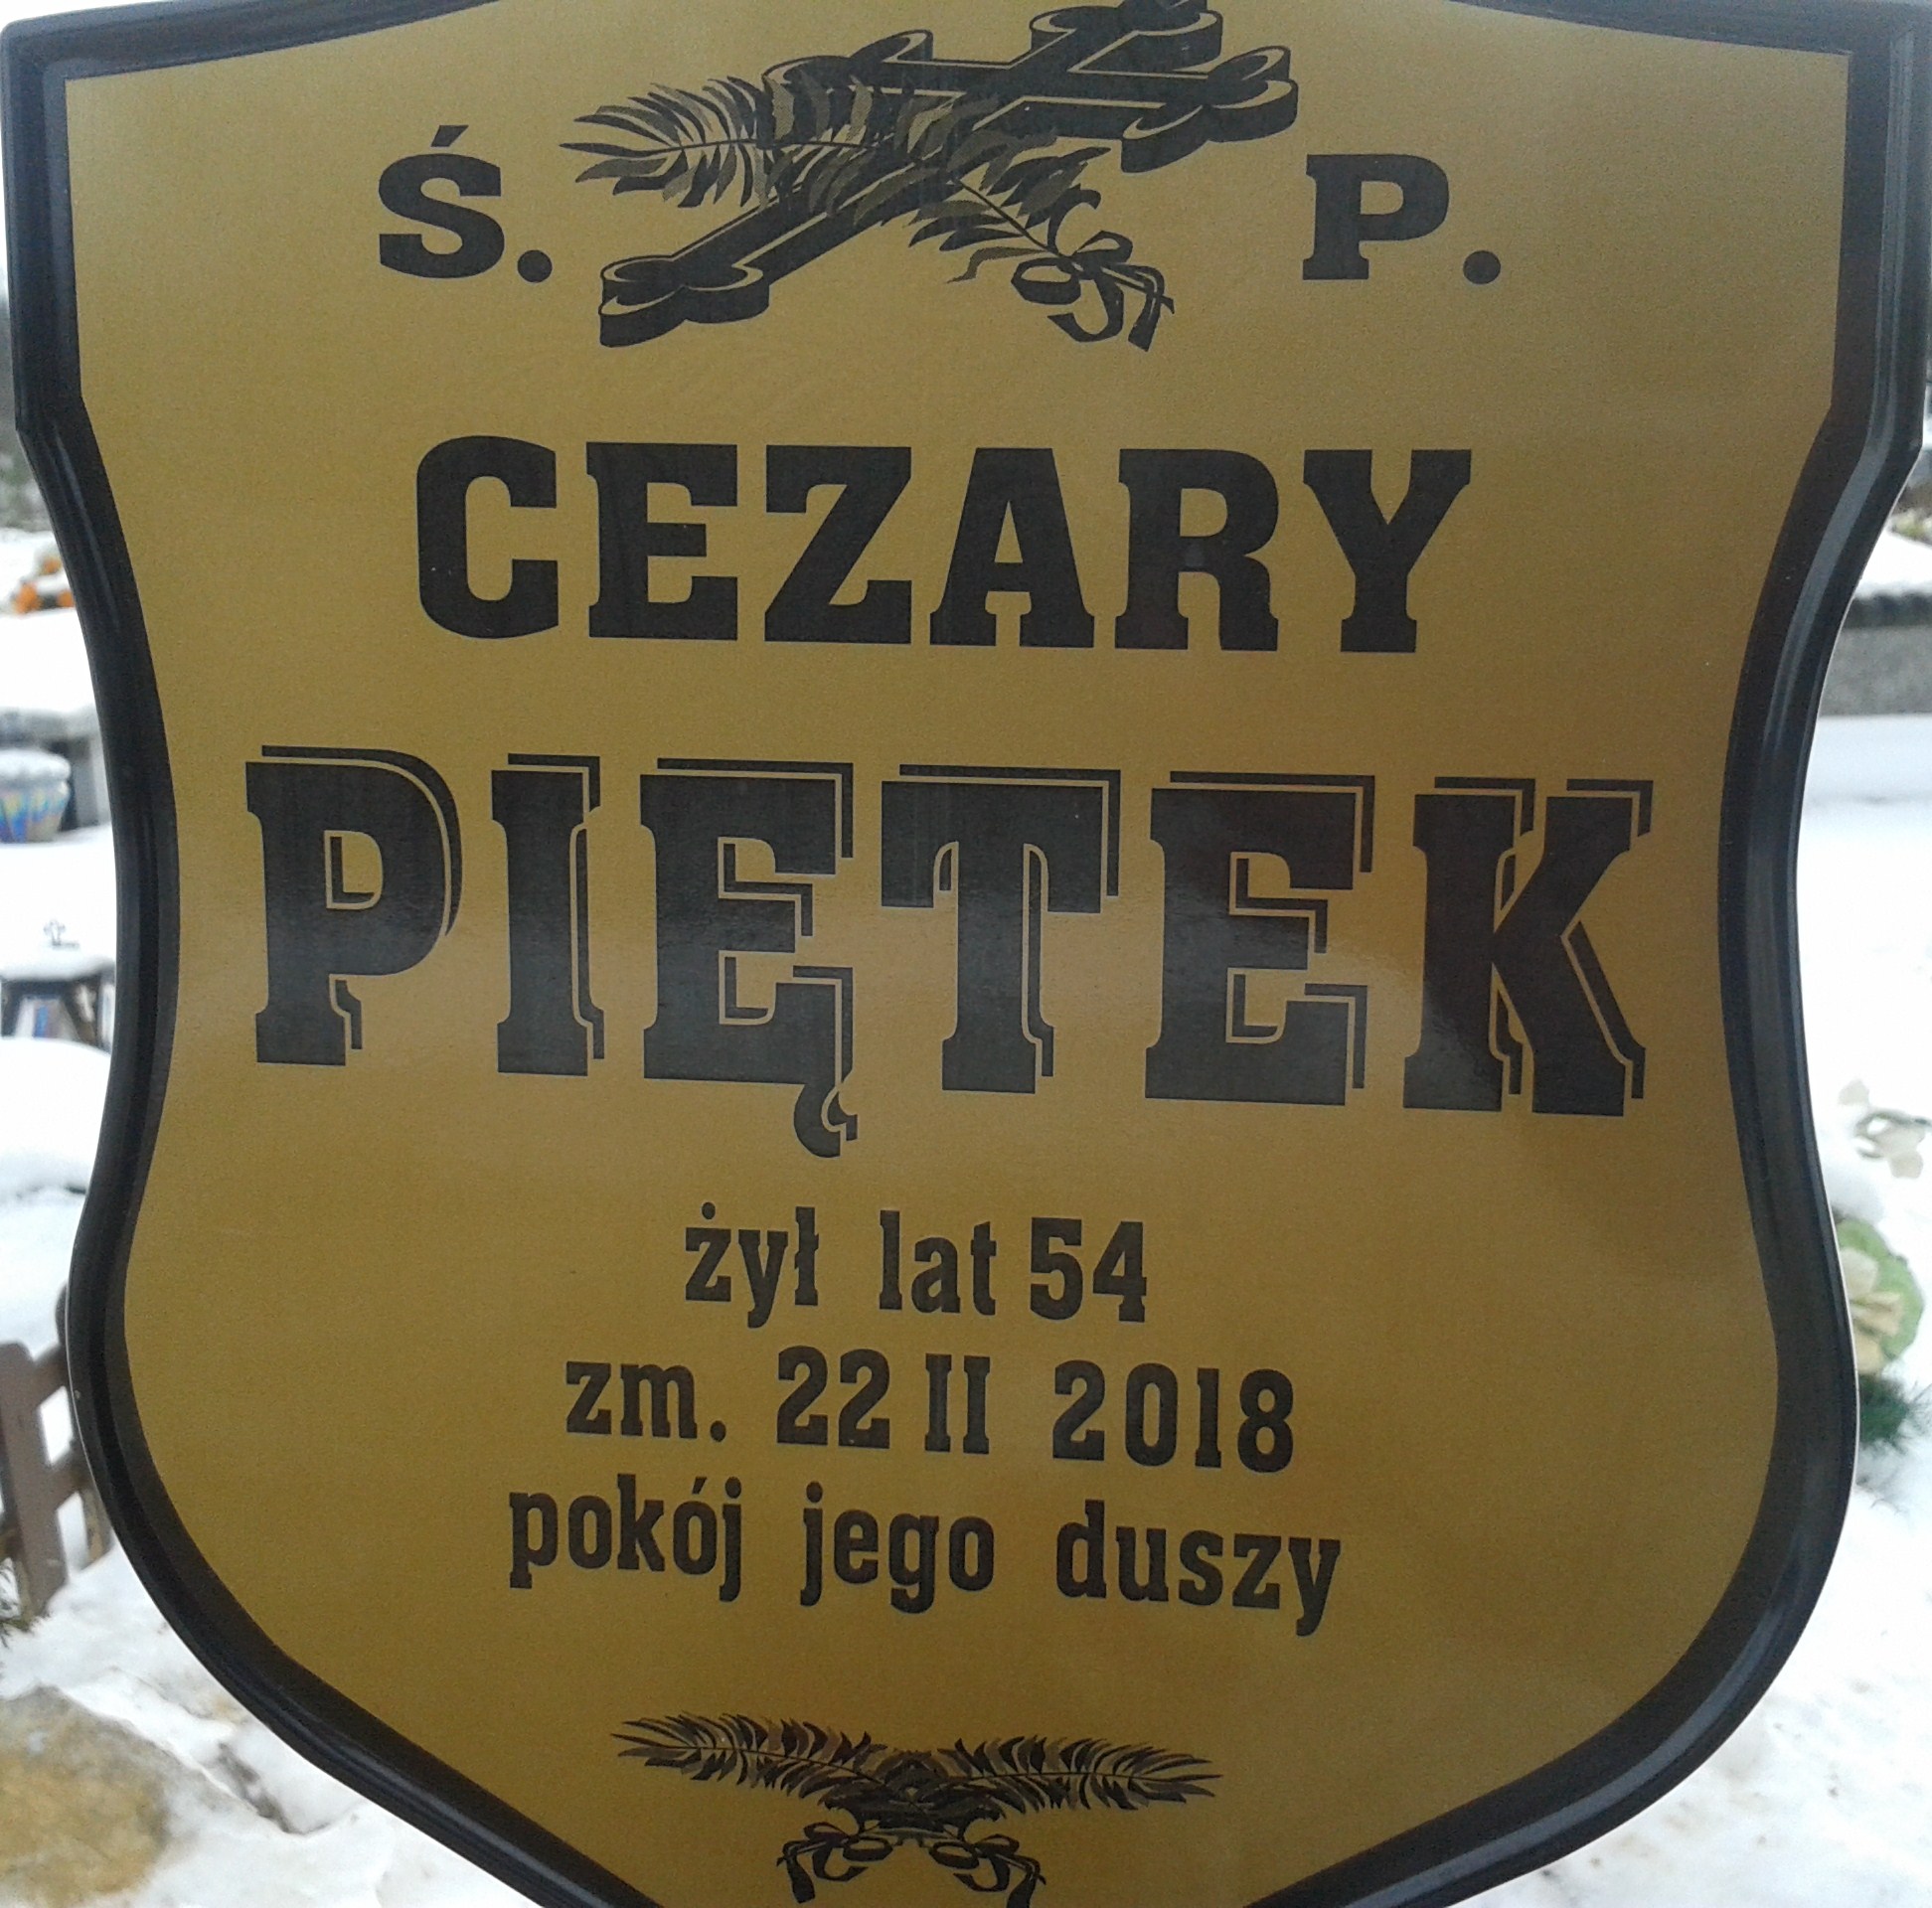 Ś. P.
CEZARY
PIĘTEK
żył lat 54
zm. 22 II 2018
pokój jego duszy